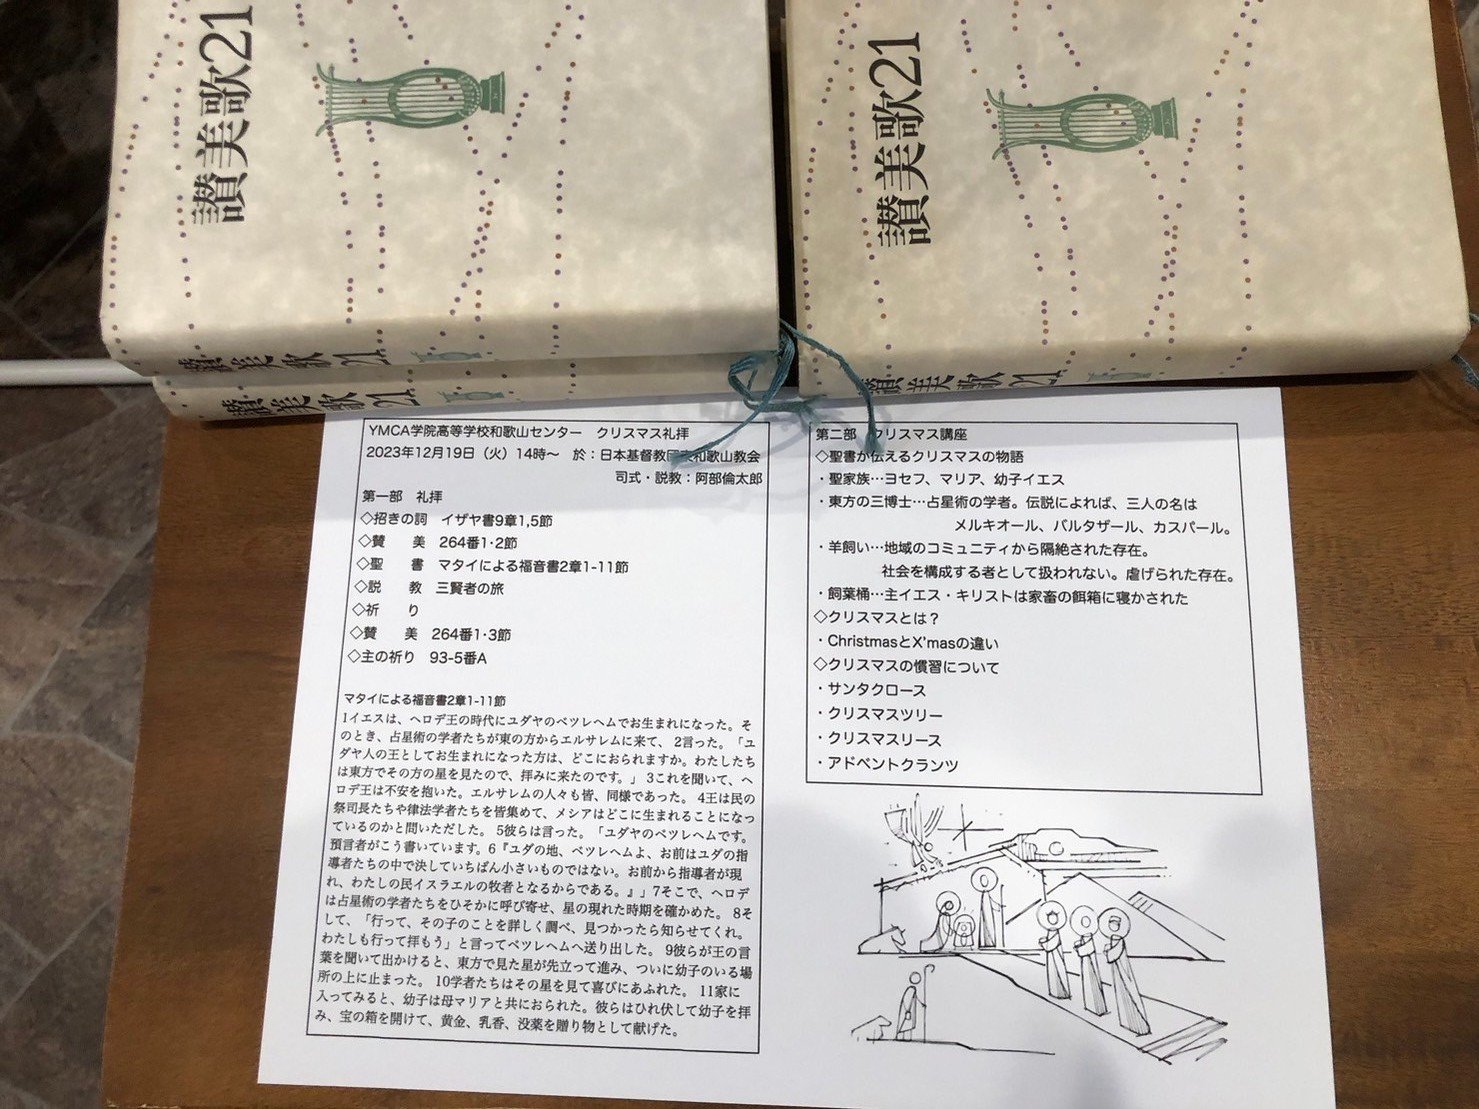 讃美歌21
讃美歌21
讃美歌21
讃美歌21
讃美歌21
YMCA学院高等学校和歌山センター　クリスマス礼拝
2023年12月19日（火）14時〜　於：日本基督教団 和歌山教会
司式・説教：阿部倫太郎
第一部　礼拝
◇招きの詞　イザヤ書9章1,5節
◇賛　　美　264番1･2節
◇聖　　書　マタイによる福音書2章1-11節
◇説　　教　三賢者の旅
◇祈　　り
◇賛　　美　264番1･3節
◇主の祈り　93-5番A
マタイによる福音書2章1-11節
1イエスは、ヘロデ王の時代にユダヤのベツレヘムでお生まれになった。そ
のとき、占星術の学者たちが東の方からエルサレムに来て、 2言った。「ユ
ダヤ人の王としてお生まれになった方は、どこにおられますか。わたしたち
は東方でその方の星を見たので、拝みに来たのです。」 3これを聞いて、ヘ
ロデ王は不安を抱いた。エルサレムの人々も皆、同様であった。 4王は民の
祭司長たちや律法学者たちを皆集めて、メシアはどこに生まれることになっ
ているのかと問いただした。 5彼らは言った。「ユダヤのベツレヘムです。
預言者がこう書いています。6『ユダの地、ベツレヘムよ、お前はユダの指
導者たちの中で決していちばん小さいものではない。お前から指導者が現
れ、わたしの民イスラエルの牧者となるからである。』」7そこで、ヘロデ
は占星術の学者たちをひそかに呼び寄せ、星の現れた時期を確かめた。 8そ
して、「行って、その子のことを詳しく調べ、見つかったら知らせてくれ。
わたしも行って拝もう」と言ってベツレヘムへ送り出した。 9彼らが王の言
葉を聞いて出かけると、東方で見た星が先立って進み、ついに幼子のいる場
所の上に止まった。 10学者たちはその星を見て喜びにあふれた。 11家に
入ってみると、幼子は母マリアと共におられた。彼らはひれ伏して幼子を拝
み、宝の箱を開けて、黄金、乳香、没薬を贈り物として献げた。
第二部　クリスマス講座
◇聖書が伝えるクリスマスの物語
・聖家族…ヨセフ、マリア、幼子イエス
・東方の三博士…占星術の学者。伝説によれば、三人の名は
メルキオール、バルタザール、カスパール。
・羊飼い…地域のコミュニティから隔絶された存在。
社会を構成する者として扱われない。虐げられた存在。
・飼葉桶…主イエス・キリストは家畜の餌箱に寝かされた
◇クリスマスとは？
・ChristmasとX'masの違い
◇クリスマスの慣習について
・サンタクロース
・クリスマスツリー
・クリスマスリース
・アドベントクランツ